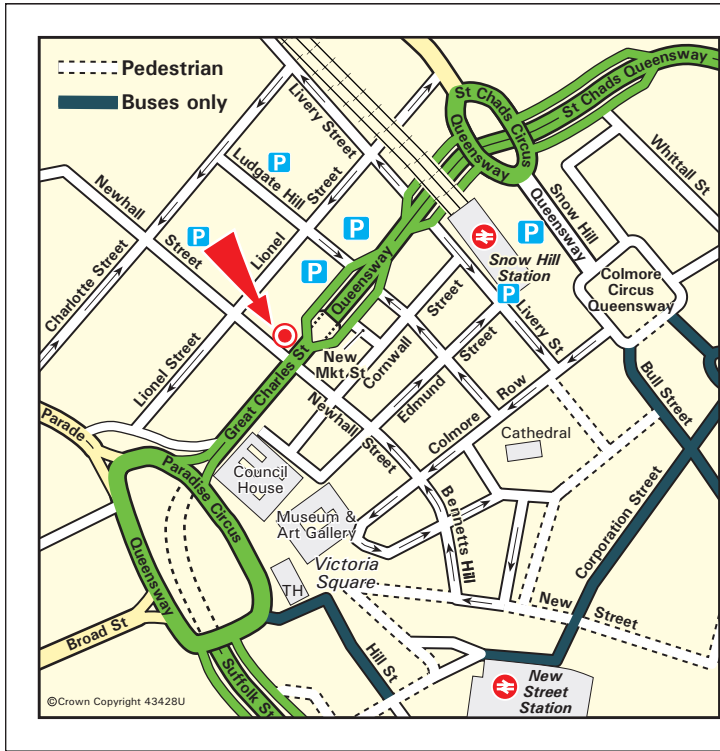 Pedestrian
Buses only
St Chads Queensway
St Chads Circus
Queensway
Livery Street
Ludgate Hill
Street
P
Whittall St
Newhall
Street
P
Lionel
P
P
Queensway
Snow Hill
Station
P
P
Snow Hill
Queensway
Colmore
Circus
Queensway
Charlotte Street
Lionel Street
Great Charles St
New
Mkt St
Cornwall
Street
Edmund
Street
Livery St
Colmore
Row
Bull Street
Newhall
Street
Parade
Paradise Circus
Queensway
Council
House
Cathedral
Museum &
Art Gallery
Bennetts Hill
Corporation Street
Victoria
Square
TH
New
Street
Broad St
Hill St
Suffolk St
New
Street
Station
©Crown Copyright 43428U